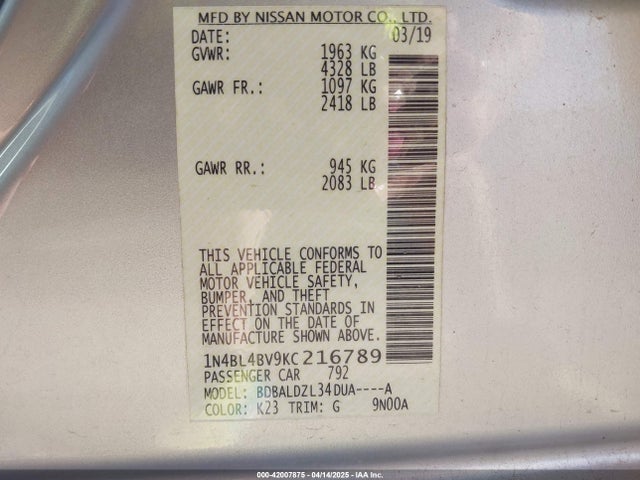 MFD BY NISSAN MOTOR CO., LTD.
DATE: 03/19
GVWR: 1963 KG
4328 LB
GAWR FR.: 1097 KG
2418 LB
GAWR RR.: 945 KG
2083 LB
THIS VEHICLE CONFORMS TO
ALL APPLICABLE FEDERAL
MOTOR VEHICLE SAFETY,
BUMPER, AND THEFT
PREVENTION STANDARDS IN
EFFECT ON THE DATE OF
MANUFACTURE SHOWN ABOVE.
1N4BL4BV9KC216789
PASSENGER CAR 792
MODEL: BDBALDZL34DUA----A
COLOR: K23 TRIM: G 9N00A
000-42007875 - 04/14/2025 - IAA Inc.